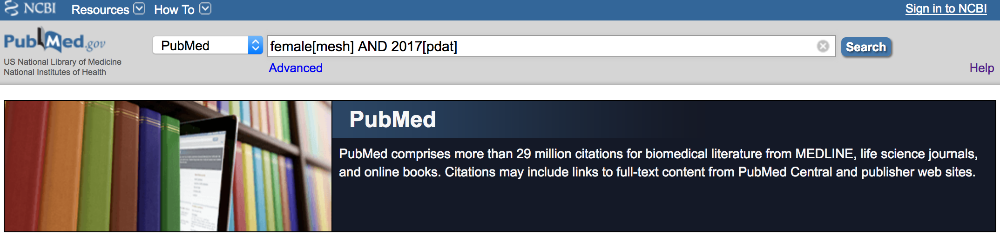 NCBI Resources How To Sign in to NCBI
PubMed.gov
US National Library of Medicine
National Institutes of Health
PubMed
female[mesh] AND 2017[pdat]
Search
Advanced
Help
PubMed
PubMed comprises more than 29 million citations for biomedical literature from MEDLINE, life science journals,
and online books. Citations may include links to full-text content from PubMed Central and publisher web sites.